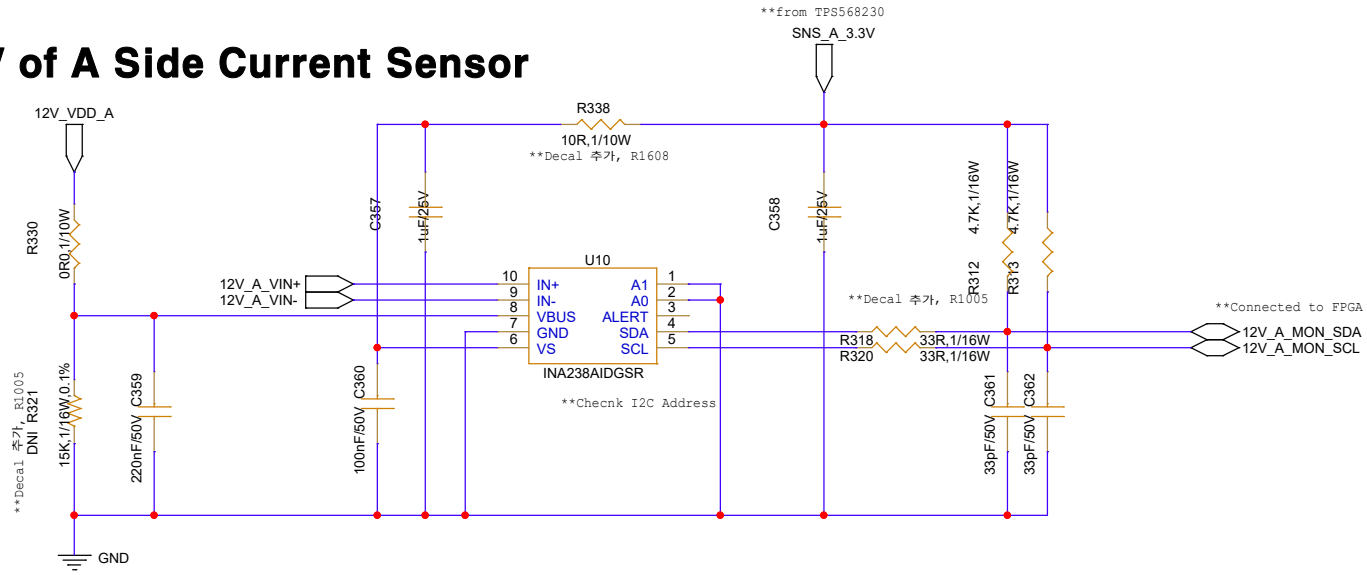 **from TPS568230
SNS_A_3.3V
V of A Side Current Sensor
12V_VDD_A
R338
10R,1/10W
**Decal 추가, R1608
R330
0R0,1/10W
C357
1uF/25V
C358
1uF/25V
4.7K,1/16W
4.7K,1/16W
R312
R313
U10
12V_A_VIN+
12V_A_VIN-
10 IN+ A1 1
9 IN- A0 2
8 VBUS ALERT 3
7 GND SDA 4
6 VS SCL 5
INA238AIDGSR
**Checnk I2C Address
**Decal 추가, R1005
R318 33R,1/16W
R320 33R,1/16W
**Connected to FPGA
12V_A_MON_SDA
12V_A_MON_SCL
**Decal 추가, R1005
DNI R321
15K,1/16W,0.1%
220nF/50V C359
100nF/50V C360
33pF/50V C361
33pF/50V C362
GND